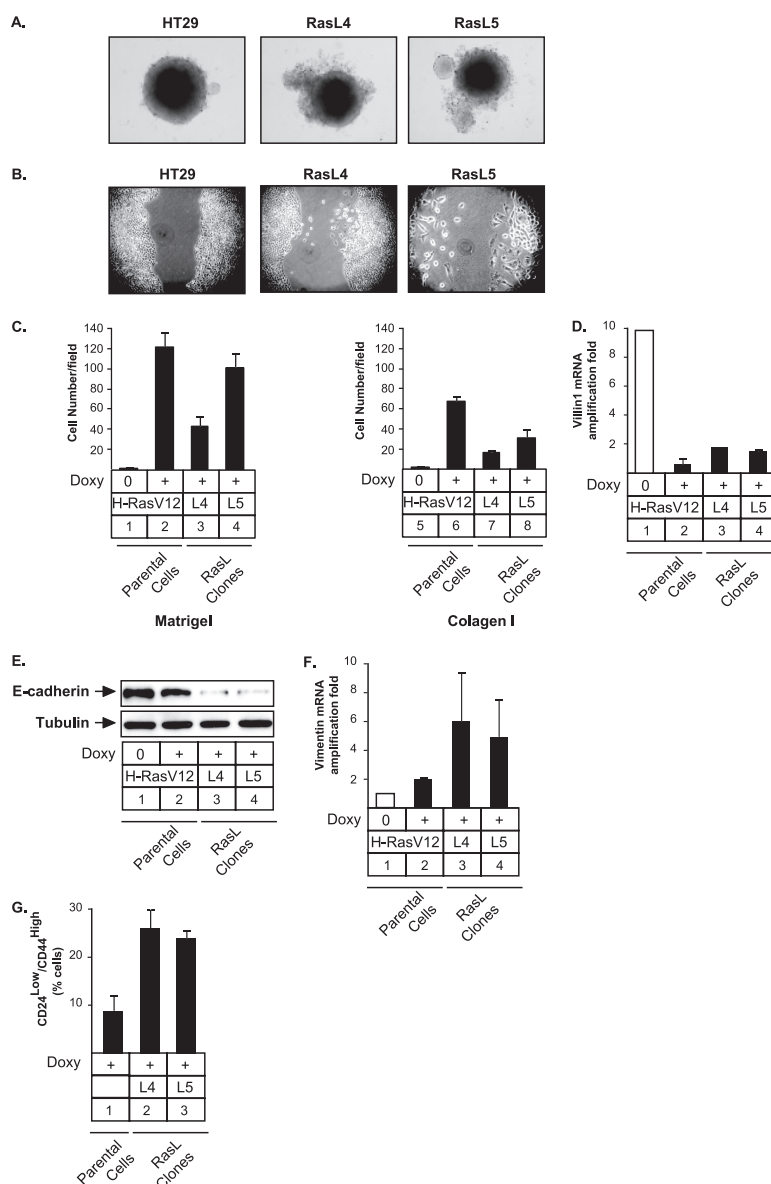 A.
HT29 RasL4 RasL5
B.
HT29 RasL4 RasL5
C.
Cell Number/field
140
120
100
80
60
40
20
Doxy 0 + + +
H-RasV12 L4 L5
1 2 3 4
Parental Cells
RasL Clones
Matrigel
Cell Number/field
140
120
100
80
60
40
20
Doxy 0 + + +
H-RasV12 L4 L5
5 6 7 8
Parental Cells
RasL Clones
Colagen I
D.
Villin1 mRNA
amplification fold
10
8
6
4
2
Doxy 0 + + +
H-RasV12 L4 L5
1 2 3 4
Parental Cells
RasL Clones
E.
E-cadherin
Tubulin
Doxy 0 + + +
H-RasV12 L4 L5
1 2 3 4
Parental Cells
RasL Clones
F.
Vimentin mRNA
amplification fold
10
8
6
4
2
Doxy 0 + + +
H-RasV12 L4 L5
1 2 3 4
Parental Cells
RasL Clones
G.
CD24Low/CD44High
(% cells)
30
20
10
Doxy + + +
L4 L5
1 2 3
Parental Cells
RasL Clones